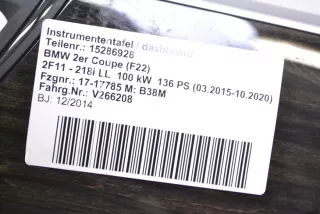 Instrumententafel / dashboard
Teilenr.: 15286928
BMW 2er Coupe (F22)
2F11 - 218i LL 100 kW 136 PS (03.2015-10.2020)
Fzgnr.: 17-17785 M: B38M
Fahrg.Nr.: V266208
BJ: 12/2014